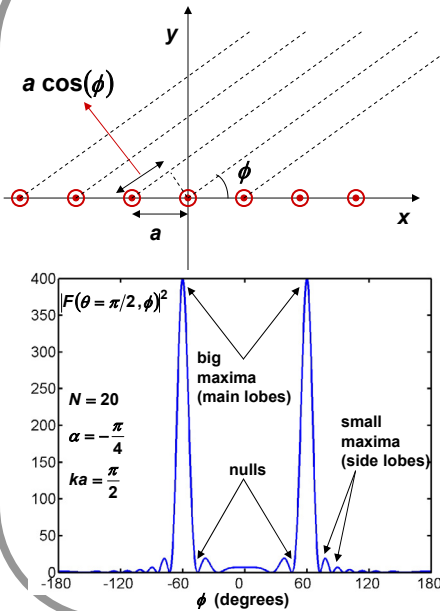 y
a cos(ϕ)
ϕ
x
a
400
|F(θ = π/2, ϕ)|²
350
300
big
maxima
(main lobes)
250
N = 20
α = −π/4
ka = π/2
small
maxima
(side lobes)
200
150
nulls
100
50
0
-180 -120 -60 0 60 120 180
ϕ (degrees)